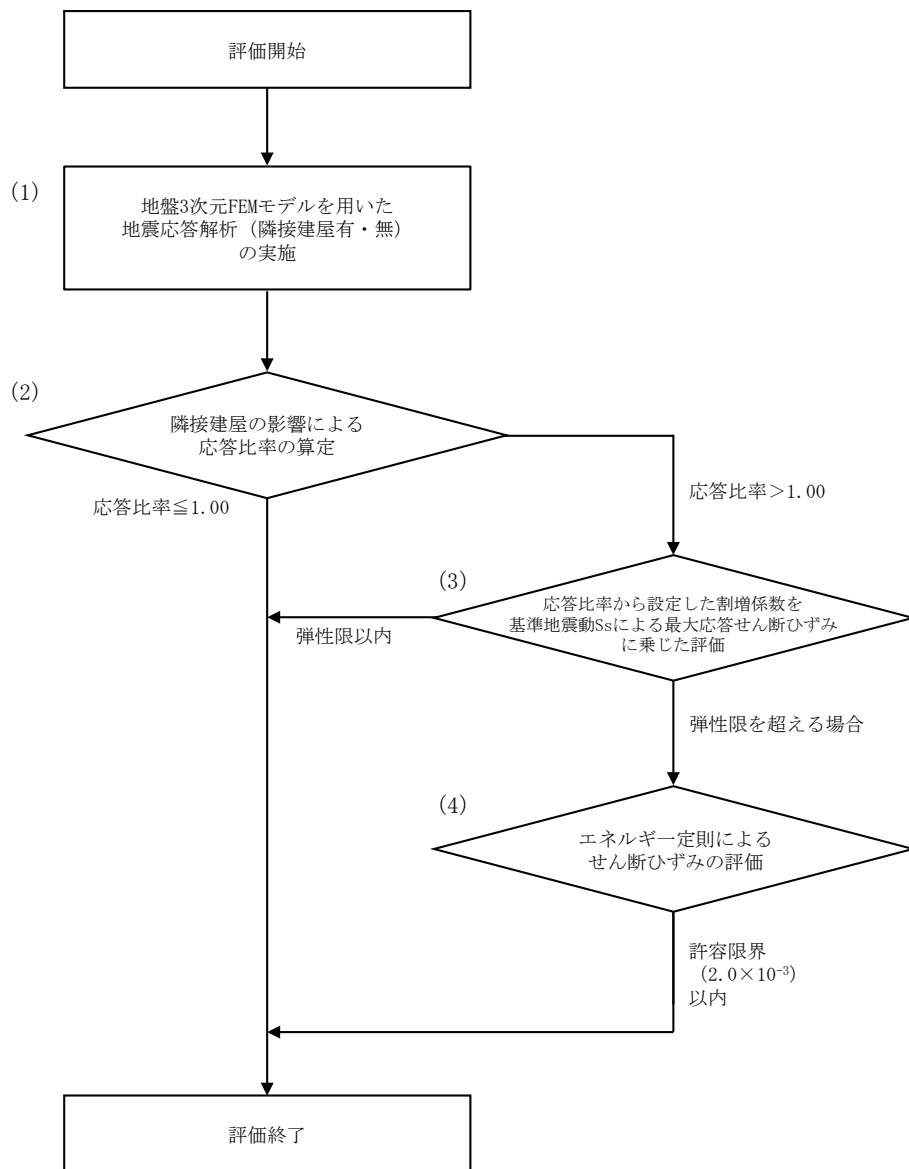 評価開始
(1)
地盤3次元FEMモデルを用いた
地震応答解析（隣接建屋有・無）
の実施
(2)
隣接建屋の影響による
応答比率の算定
応答比率≦1.00
応答比率＞1.00
(3)
応答比率から設定した割増係数を
基準地震動Ssによる最大応答せん断ひずみ
に乗じた評価
弾性限以内
弾性限を超える場合
(4)
エネルギー定則による
せん断ひずみの評価
許容限界
（2.0×10⁻³）
以内
評価終了